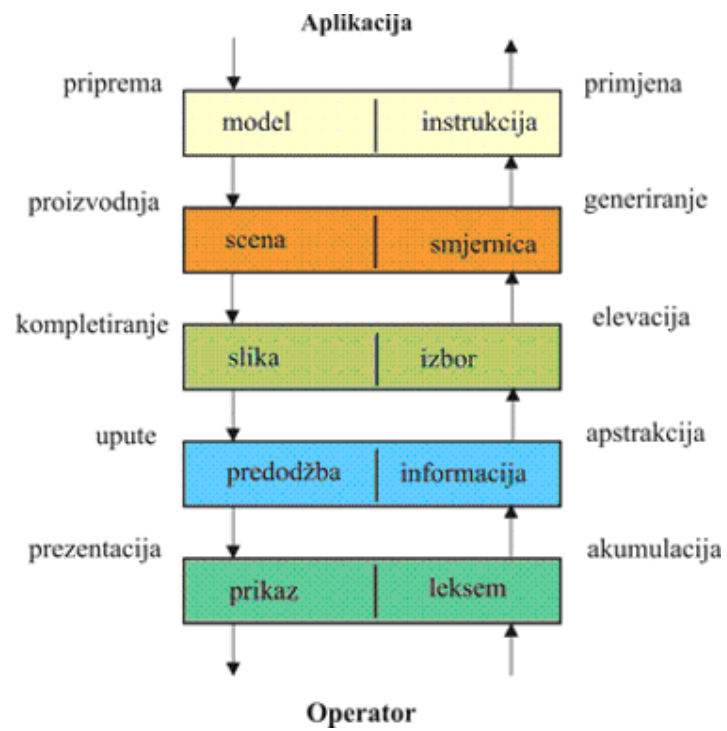 Aplikacija
priprema primjena
model instrukcija
proizvodnja generiranje
scena smjernica
kompletiranje elevacija
slika izbor
upute apstrakcija
predodžba informacija
prezentacija akumulacija
prikaz leksem
Operator